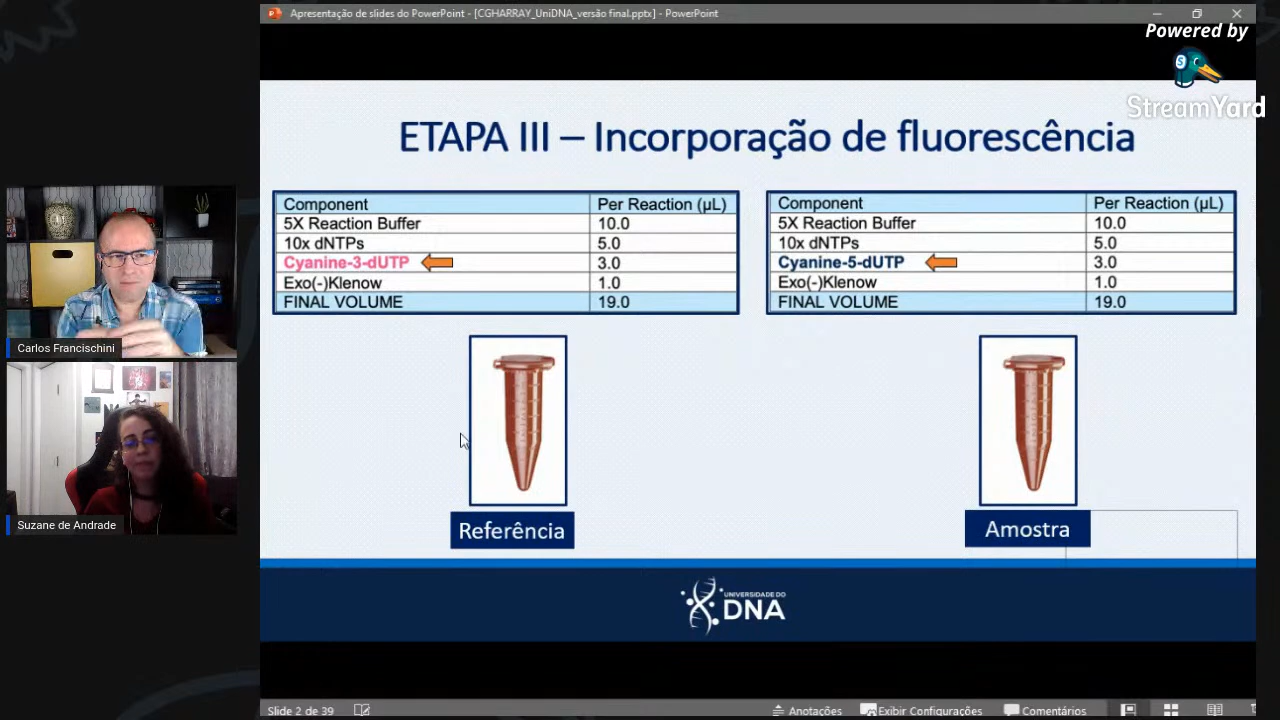 Apresentação de slides do PowerPoint - [CGHARRAY_UniDNA_versão final.pptx] - PowerPoint
Powered by
StreamYard
ETAPA III – Incorporação de fluorescência
Component Per Reaction (µL)
5X Reaction Buffer 10.0
10x dNTPs 5.0
Cyanine-3-dUTP 3.0
Exo(-)Klenow 1.0
FINAL VOLUME 19.0
Component Per Reaction (µL)
5X Reaction Buffer 10.0
10x dNTPs 5.0
Cyanine-5-dUTP 3.0
Exo(-)Klenow 1.0
FINAL VOLUME 19.0
Carlos Francischini
Suzane de Andrade
Referência
Amostra
UNIVERSIDADE DO
DNA
Slide 2 de 39
Anotações
Exibir Configurações
Comentários